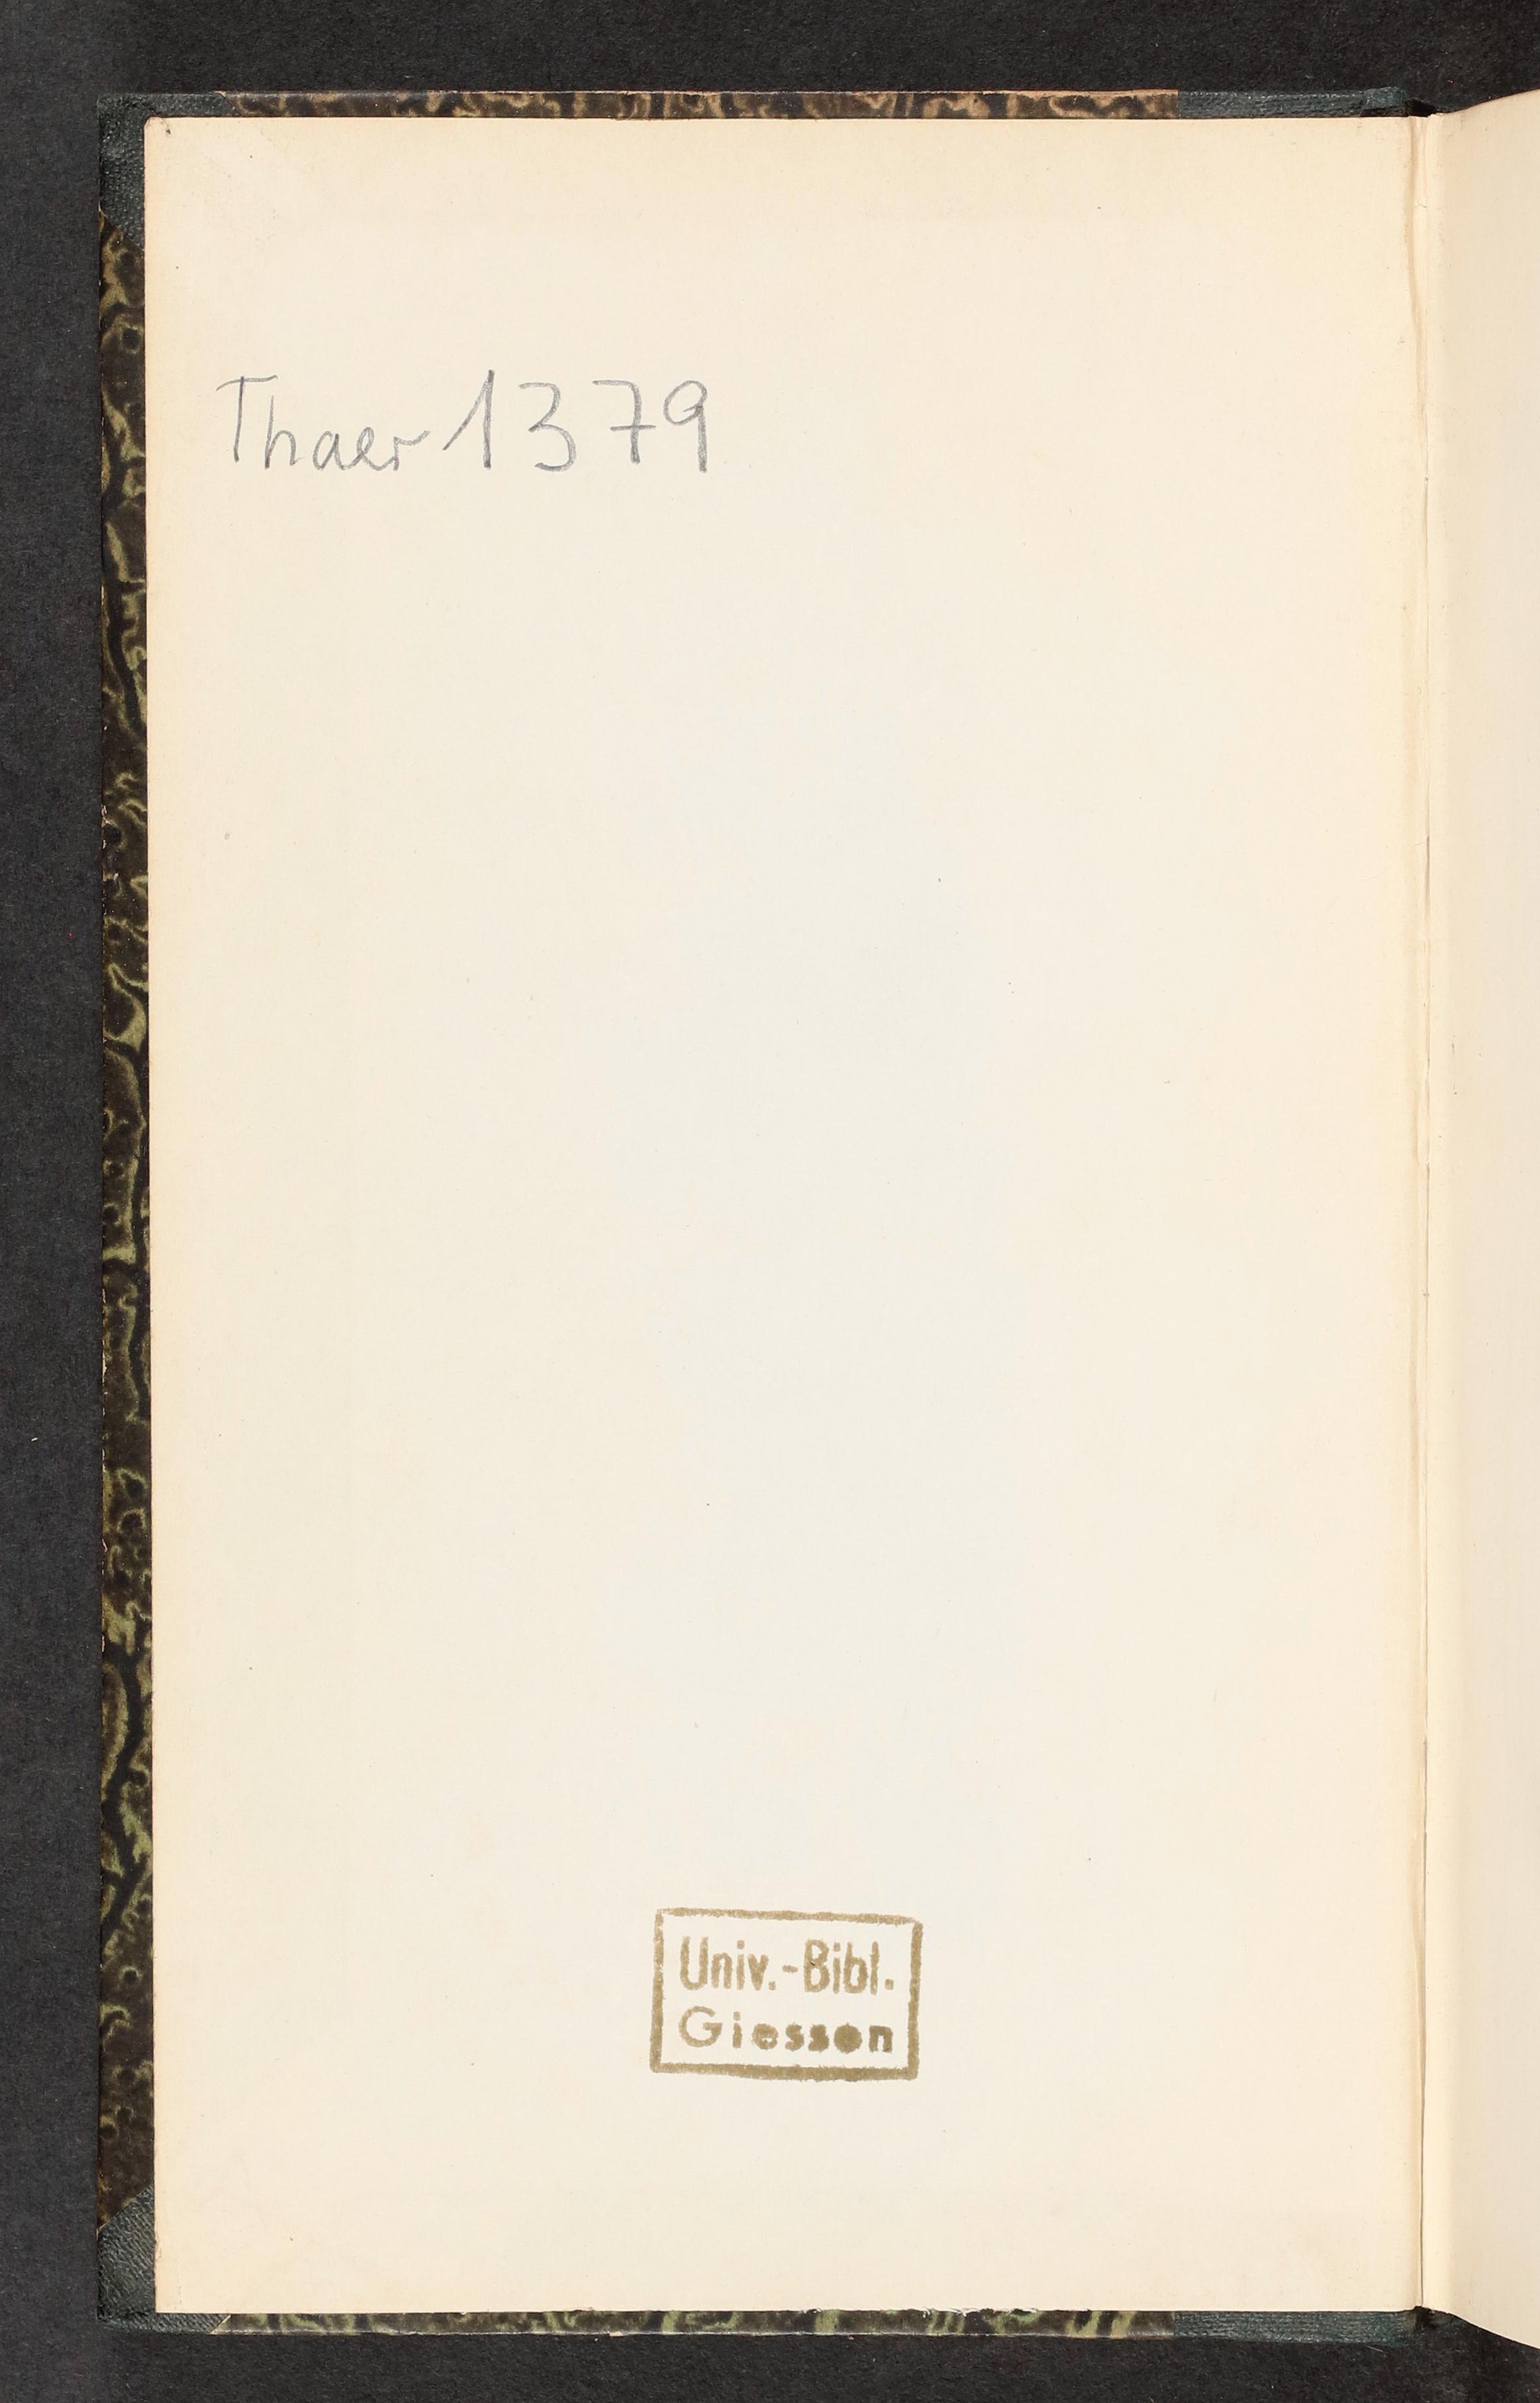 Thaer 1379
Univ.-Bibl.
Giessen